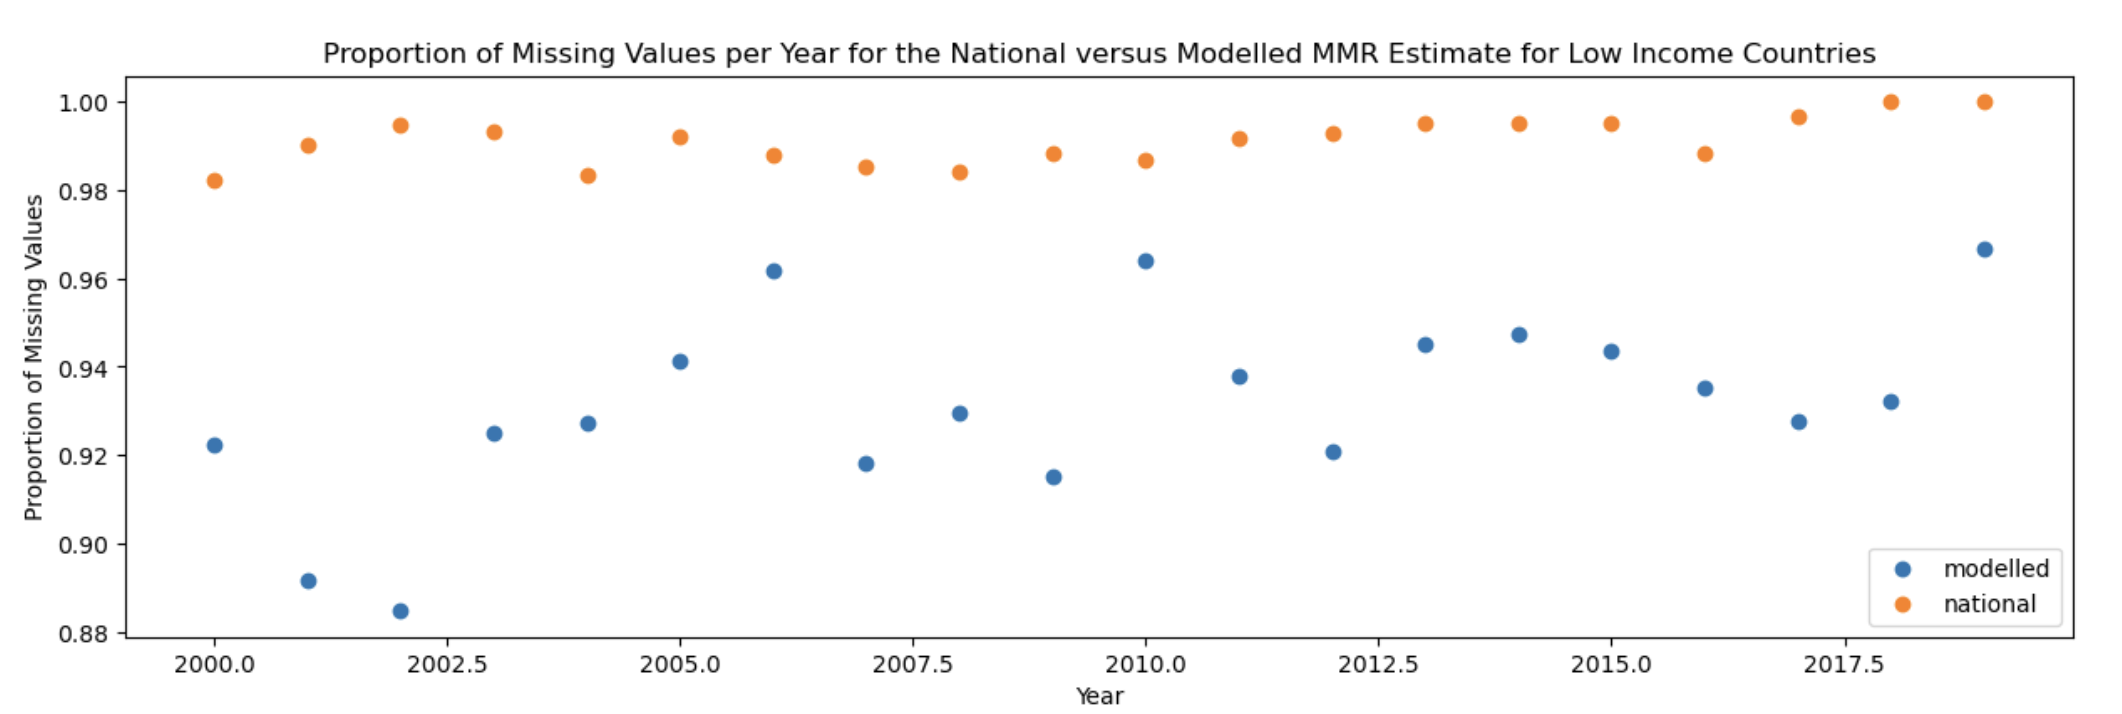 Proportion of Missing Values per Year for the National versus Modelled MMR Estimate for Low Income Countries
Proportion of Missing Values
1.00
0.98
0.96
0.94
0.92
0.90
0.88
modelled
national
2000.0 2002.5 2005.0 2007.5 2010.0 2012.5 2015.0 2017.5
Year